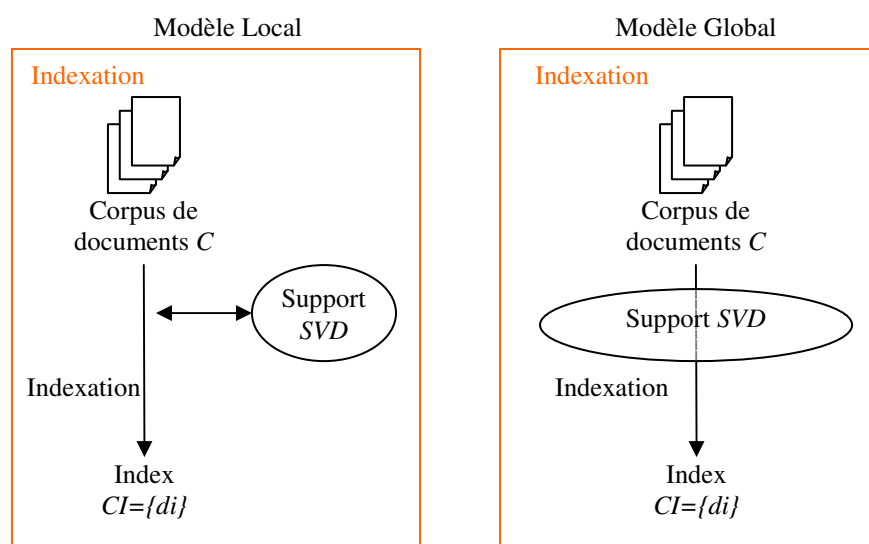 Modèle Local
Indexation
Corpus de
documents C
Support
SVD
Indexation
Index
CI={di}
Modèle Global
Indexation
Corpus de
documents C
Support SVD
Indexation
Index
CI={di}